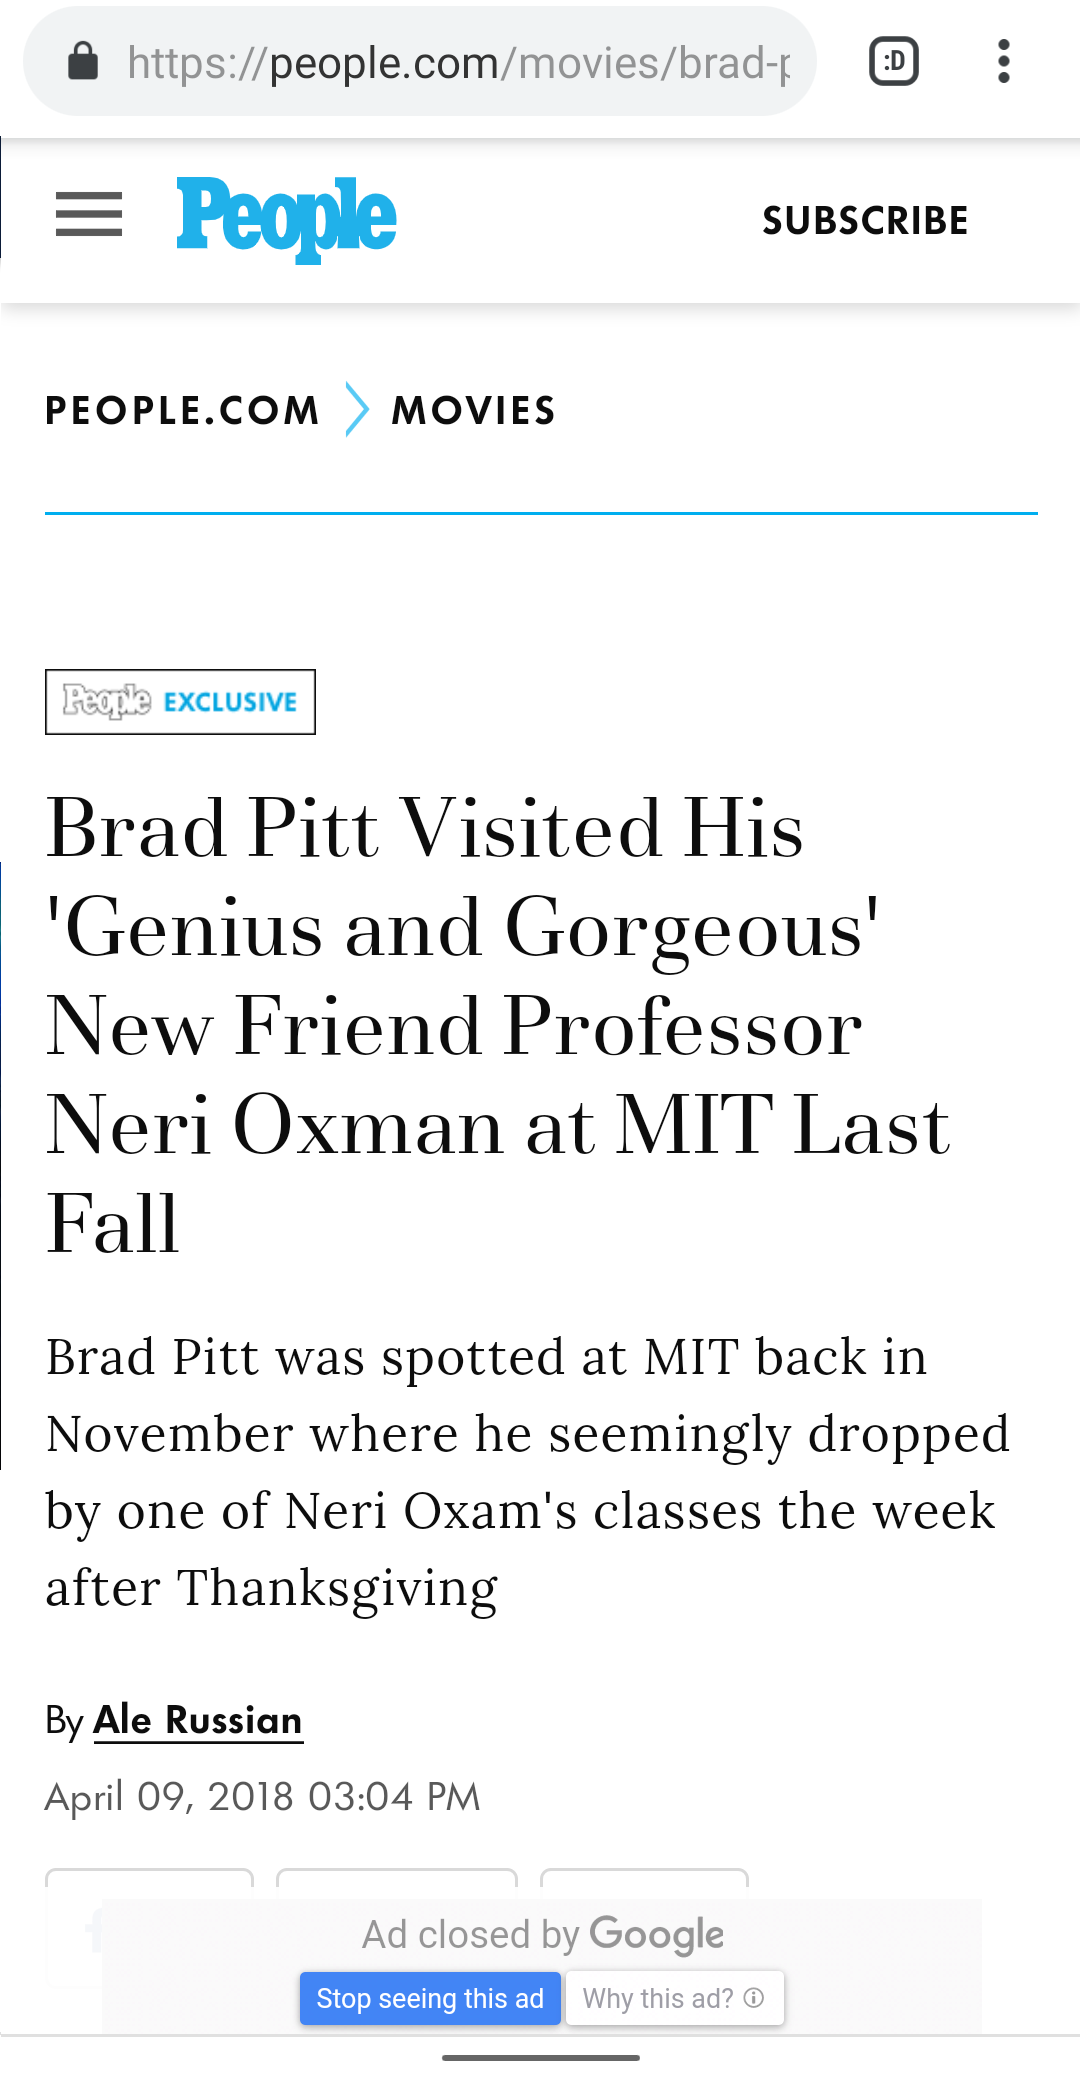 https://people.com/movies/brad-p
:D
People
SUBSCRIBE
PEOPLE.COM
MOVIES
People EXCLUSIVE
Brad Pitt Visited His
'Genius and Gorgeous'
New Friend Professor
Neri Oxman at MIT Last
Fall
Brad Pitt was spotted at MIT back in
November where he seemingly dropped
by one of Neri Oxam's classes the week
after Thanksgiving
By Ale Russian
April 09, 2018 03:04 PM
Ad closed by Google
Stop seeing this ad
Why this ad?